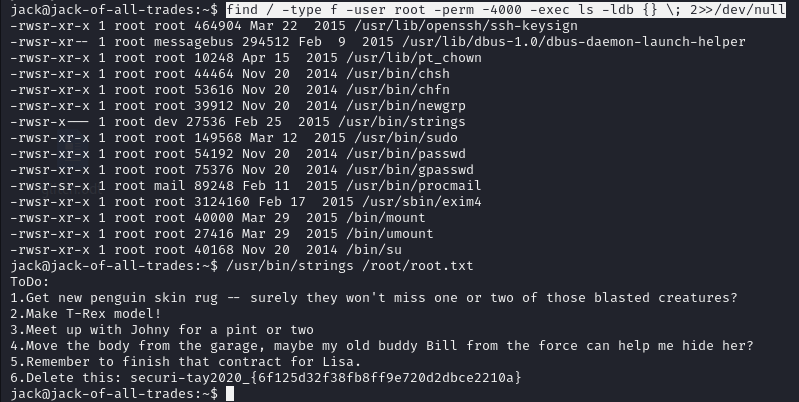 jack@jack-of-all-trades:~$ find / -type f -user root -perm -4000 -exec ls -ldb {} \; 2>>/dev/null
-rwsr-xr-x 1 root root 464904 Mar 22  2015 /usr/lib/openssh/ssh-keysign
-rwsr-xr-- 1 root messagebus 294512 Feb  9  2015 /usr/lib/dbus-1.0/dbus-daemon-launch-helper
-rwsr-xr-x 1 root root 10248 Apr 15  2015 /usr/lib/pt_chown
-rwsr-xr-x 1 root root 44464 Nov 20  2014 /usr/bin/chsh
-rwsr-xr-x 1 root root 53616 Nov 20  2014 /usr/bin/chfn
-rwsr-xr-x 1 root root 39912 Nov 20  2014 /usr/bin/newgrp
-rwsr-x--- 1 root dev 27536 Feb 25  2015 /usr/bin/strings
-rwsr-xr-x 1 root root 149568 Mar 12  2015 /usr/bin/sudo
-rwsr-xr-x 1 root root 54192 Nov 20  2014 /usr/bin/passwd
-rwsr-xr-x 1 root root 75376 Nov 20  2014 /usr/bin/gpasswd
-rwsr-sr-x 1 root mail 89248 Feb 11  2015 /usr/bin/procmail
-rwsr-xr-x 1 root root 3124160 Feb 17  2015 /usr/sbin/exim4
-rwsr-xr-x 1 root root 40000 Mar 29  2015 /bin/mount
-rwsr-xr-x 1 root root 27416 Mar 29  2015 /bin/umount
-rwsr-xr-x 1 root root 40168 Nov 20  2014 /bin/su
jack@jack-of-all-trades:~$ /usr/bin/strings /root/root.txt
ToDo:
1.Get new penguin skin rug -- surely they won't miss one or two of those blasted creatures?
2.Make T-Rex model!
3.Meet up with Johny for a pint or two
4.Move the body from the garage, maybe my old buddy Bill from the force can help me hide her?
5.Remember to finish that contract for Lisa.
6.Delete this: securi-tay2020_{6f125d32f38fb8ff9e720d2dbce2210a}
jack@jack-of-all-trades:~$